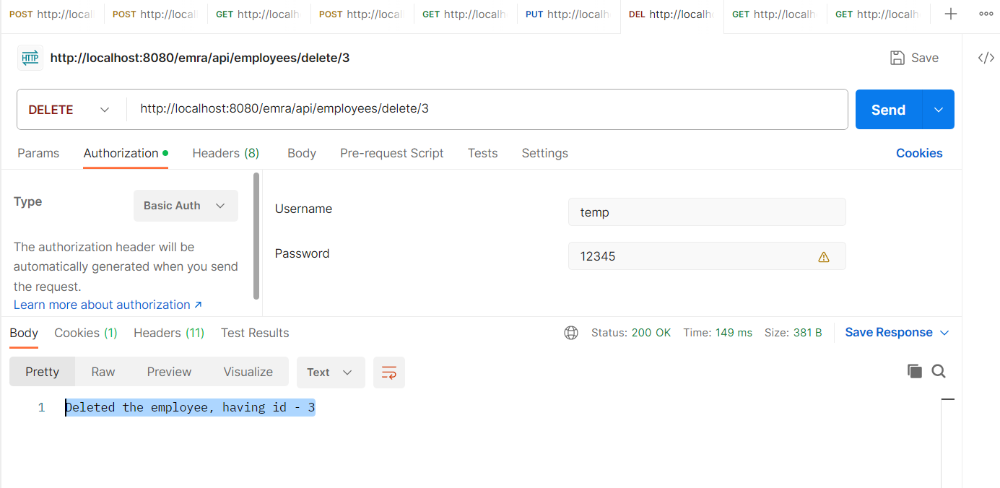 POST http://local POST http://local GET http://localh POST http://local GET http://localh PUT http://localh DEL http://localh GET http://localh GET http://localh
HTTP http://localhost:8080/emra/api/employees/delete/3 Save
DELETE http://localhost:8080/emra/api/employees/delete/3 Send
Params Authorization Headers (8) Body Pre-request Script Tests Settings Cookies
Type Basic Auth
The authorization header will be
automatically generated when you send
the request.
Learn more about authorization ↗
Username temp
Password 12345
Body Cookies (1) Headers (11) Test Results Status: 200 OK Time: 149 ms Size: 381 B Save Response
Pretty Raw Preview Visualize Text
1 Deleted the employee, having id - 3